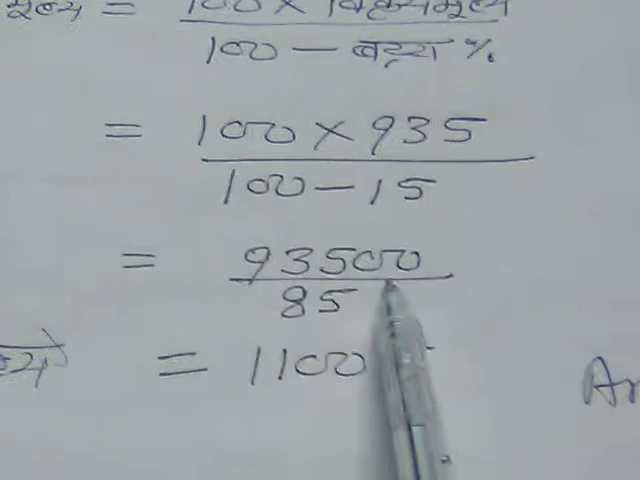 मूल्य = 100 × विक्रयमूल्य
100 - बट्टा %
= 100 × 935
100 - 15
= 93500
85
= 1100